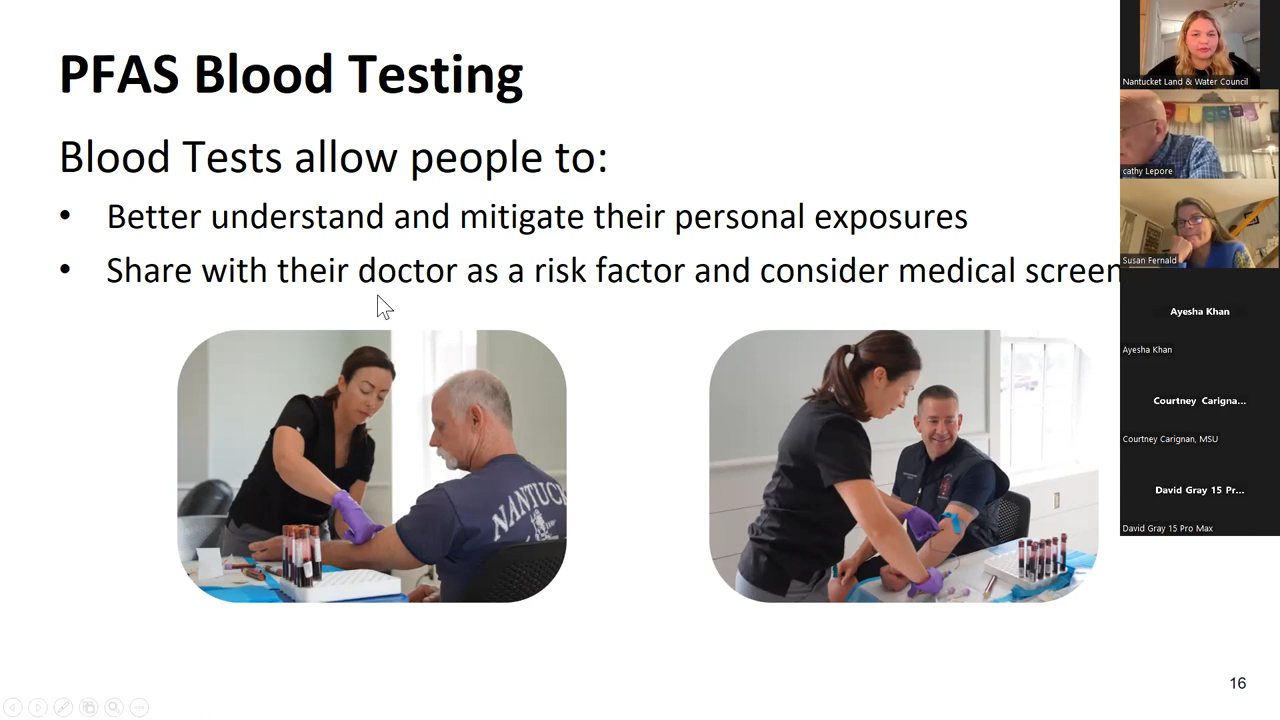 PFAS Blood Testing
Blood Tests allow people to:
• Better understand and mitigate their personal exposures
• Share with their doctor as a risk factor and consider medical screen
NANTUC
16
Nantucket Land & Water Council
cathy Lepore
Susan Fernald
Ayesha Khan
Ayesha Khan
Courtney Carigna...
Courtney Carignan, MSU
David Gray 15 Pr...
David Gray 15 Pro Max